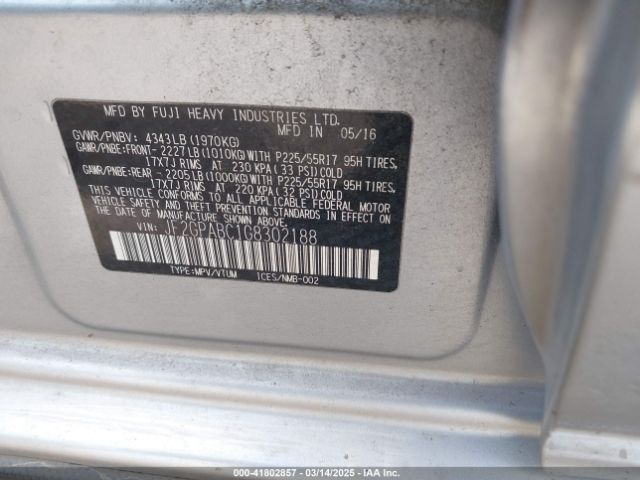 MFD BY FUJI HEAVY INDUSTRIES LTD.
MFD IN 05/16
GVWR/PNBV: 4343LB (1970KG)
GAWR/PNBE:FRONT- 2227LB (1010KG) WITH P225/55R17 95H TIRES,
17X7J RIMS AT 230 KPA (33 PSI) COLD
GAWR/PNBE:REAR - 2205LB (1000KG) WITH P225/55R17 95H TIRES,
17X7J RIMS AT 220 KPA (32 PSI) COLD
THIS VEHICLE CONFORMS TO ALL APPLICABLE FEDERAL MOTOR
VEHICLE SAFETY AND THEFT PREVENTION STANDARDS IN EFFECT
ON THE DATE OF MANUFACTURE SHOWN ABOVE.
VIN: JF2GPABC1G8302188
TYPE:MPV/VTUM ICES/NMB-002
000-41802857 - 03/14/2025 - IAA Inc.